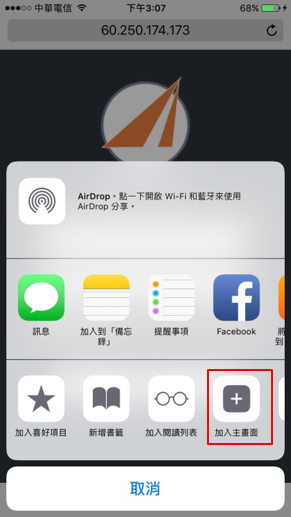 中華電信 下午3:07 68%
60.250.174.173
AirDrop。點一下開啟 Wi-Fi 和藍牙來使用
AirDrop 分享。
訊息 加入到「備忘錄」 提醒事項 Facebook 將到
加入喜好項目 新增書籤 加入閱讀列表 加入主畫面
取消